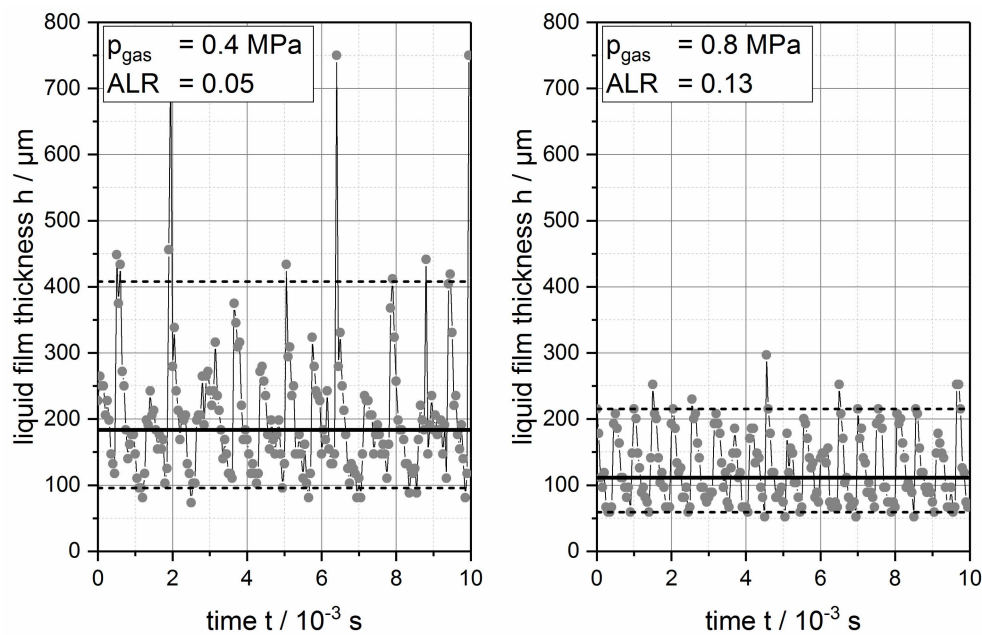 800
700
600
500
400
300
200
100
0
liquid film thickness h / µm
p_gas = 0.4 MPa
ALR = 0.05
0 2 4 6 8 10
time t / 10⁻³ s
800
700
600
500
400
300
200
100
0
liquid film thickness h / µm
p_gas = 0.8 MPa
ALR = 0.13
0 2 4 6 8 10
time t / 10⁻³ s